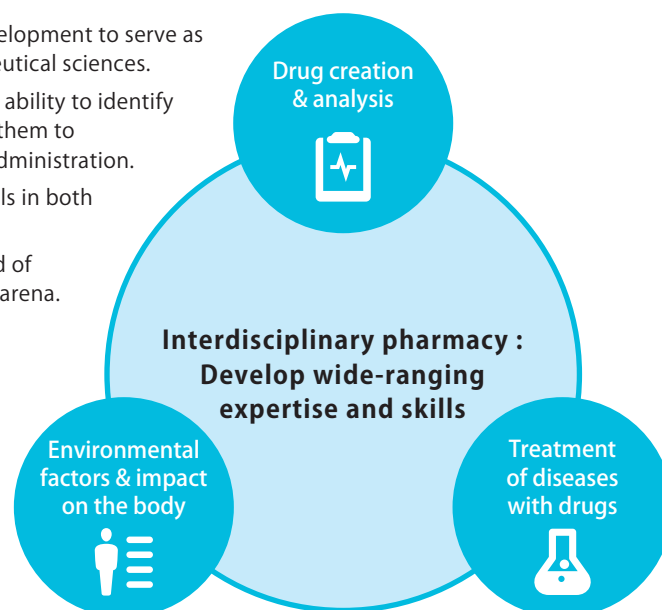 elopment to serve as
eutical sciences.
ability to identify
them to
dministration.
ls in both
d of
arena.
Drug creation
& analysis
Interdisciplinary pharmacy :
Develop wide-ranging
expertise and skills
Environmental
factors & impact
on the body
Treatment
of diseases
with drugs